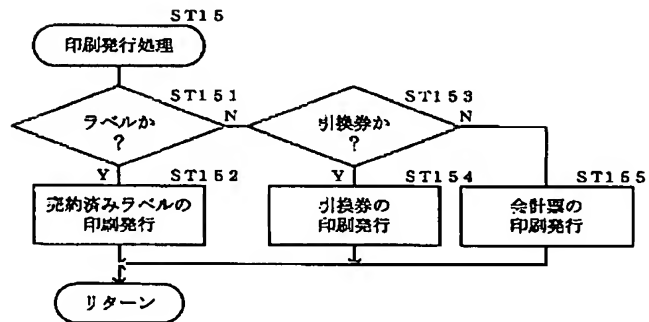 ST15
印刷発行処理
ST151
ラベルか
?
N
Y
ST152
売約済みラベルの
印刷発行
ST153
引換券か
?
N
Y
ST154
引換券の
印刷発行
ST155
会計票の
印刷発行
リターン